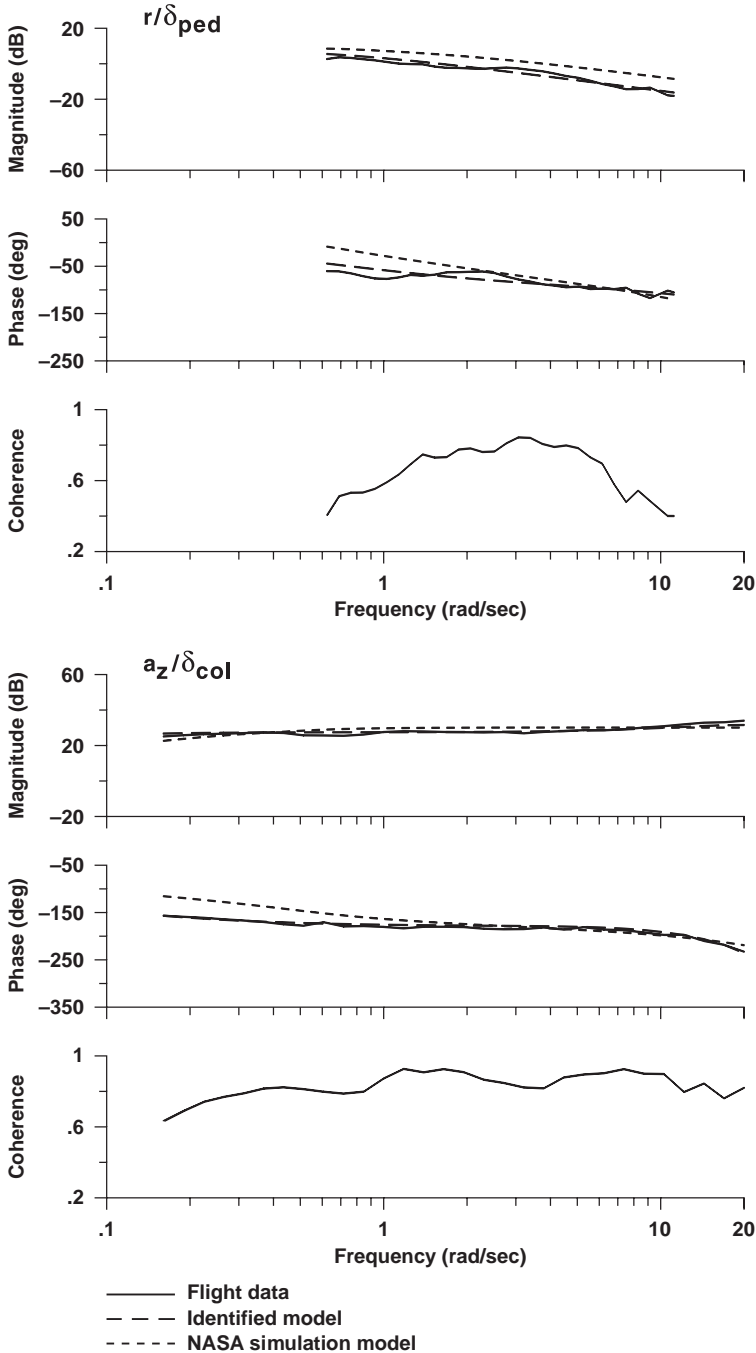 r/δped
Magnitude (dB)
20
–20
–60
Phase (deg)
50
–50
–150
–250
Coherence
1
.6
.2
.1
1
10
20
Frequency (rad/sec)
az/δcol
Magnitude (dB)
60
20
–20
Phase (deg)
–50
–150
–250
–350
Coherence
1
.6
.2
.1
1
10
20
Frequency (rad/sec)
Flight data
Identified model
NASA simulation model